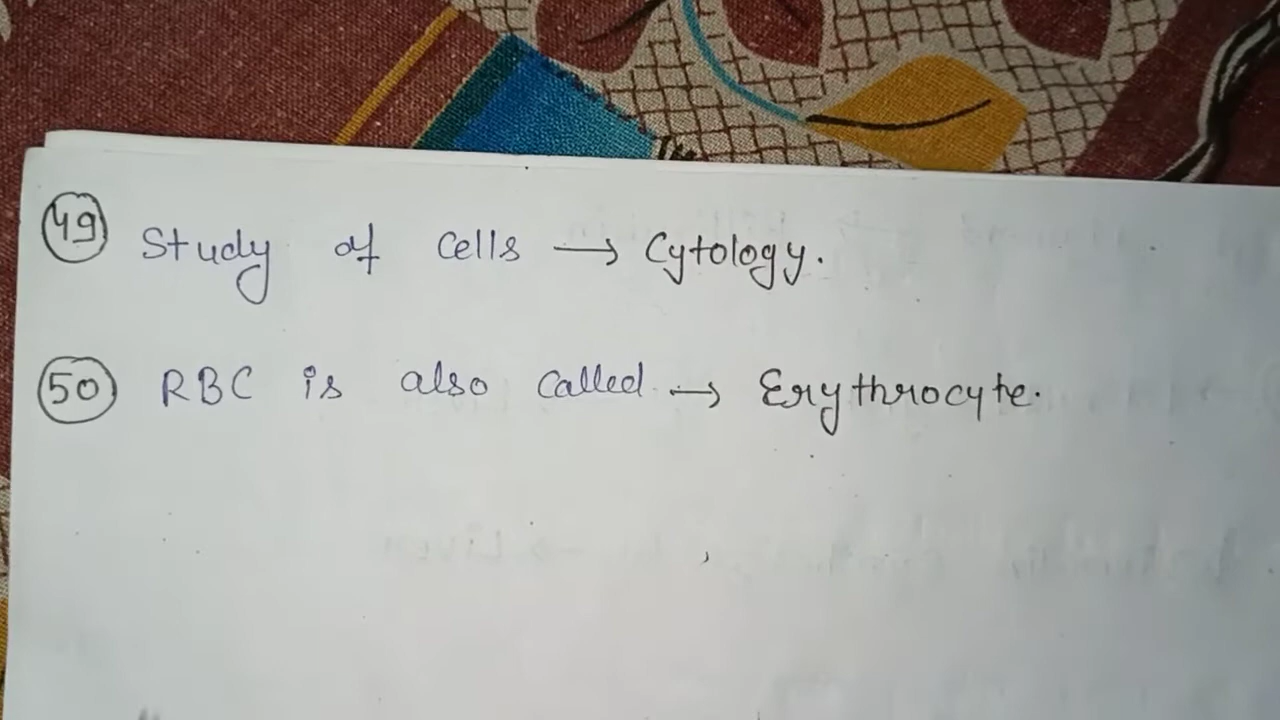 49 Study of cells → Cytology.
50 RBC is also called → Erythrocyte.